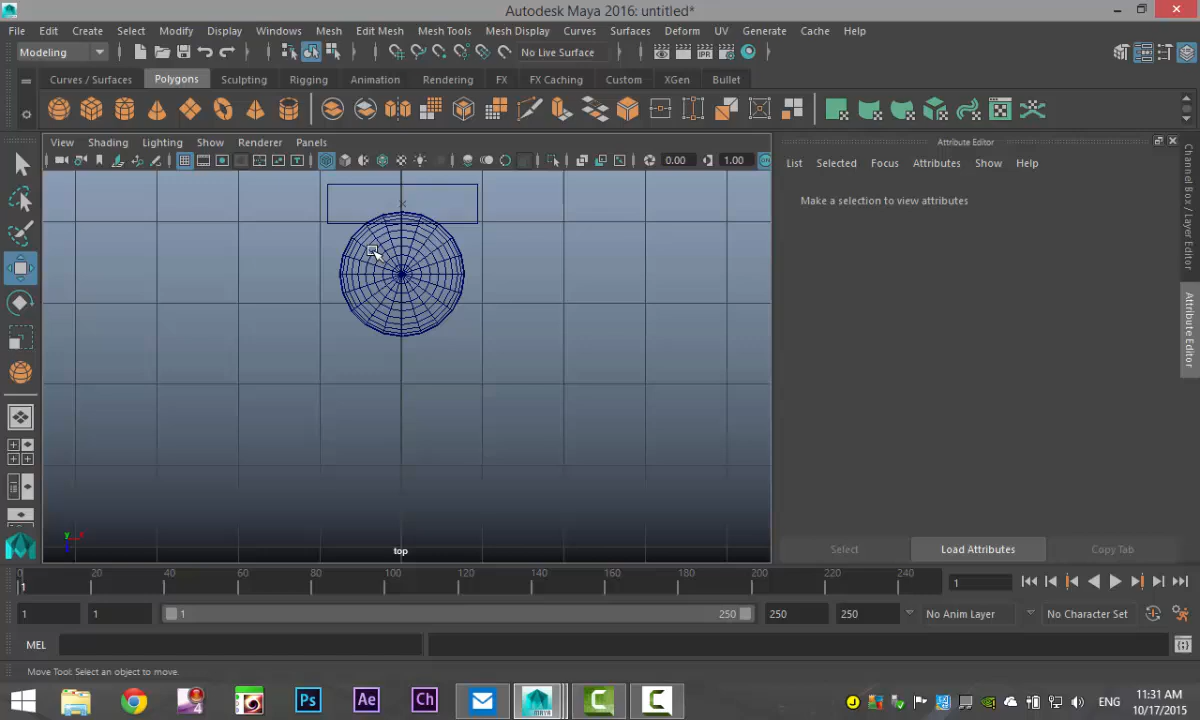 Autodesk Maya 2016: untitled*
File Edit Create Select Modify Display Windows Mesh Edit Mesh Mesh Tools Mesh Display Curves Surfaces Deform UV Generate Cache Help
Modeling No Live Surface
Curves / Surfaces Polygons Sculpting Rigging Animation Rendering FX FX Caching Custom XGen Bullet
View Shading Lighting Show Renderer Panels
0.00 1.00
Attribute Editor
List Selected Focus Attributes Show Help
Make a selection to view attributes
Channel Box / Layer Editor
Attribute Editor
y x
top
Select Load Attributes Copy Tab
0 20 40 60 80 100 120 140 160 180 200 220 240
1 1
1 1 1 250 250 250 No Anim Layer No Character Set
MEL
Move Tool: Select an object to move.
4 Ps Ae Ch MAYA C C ENG
11:31 AM
10/17/2015